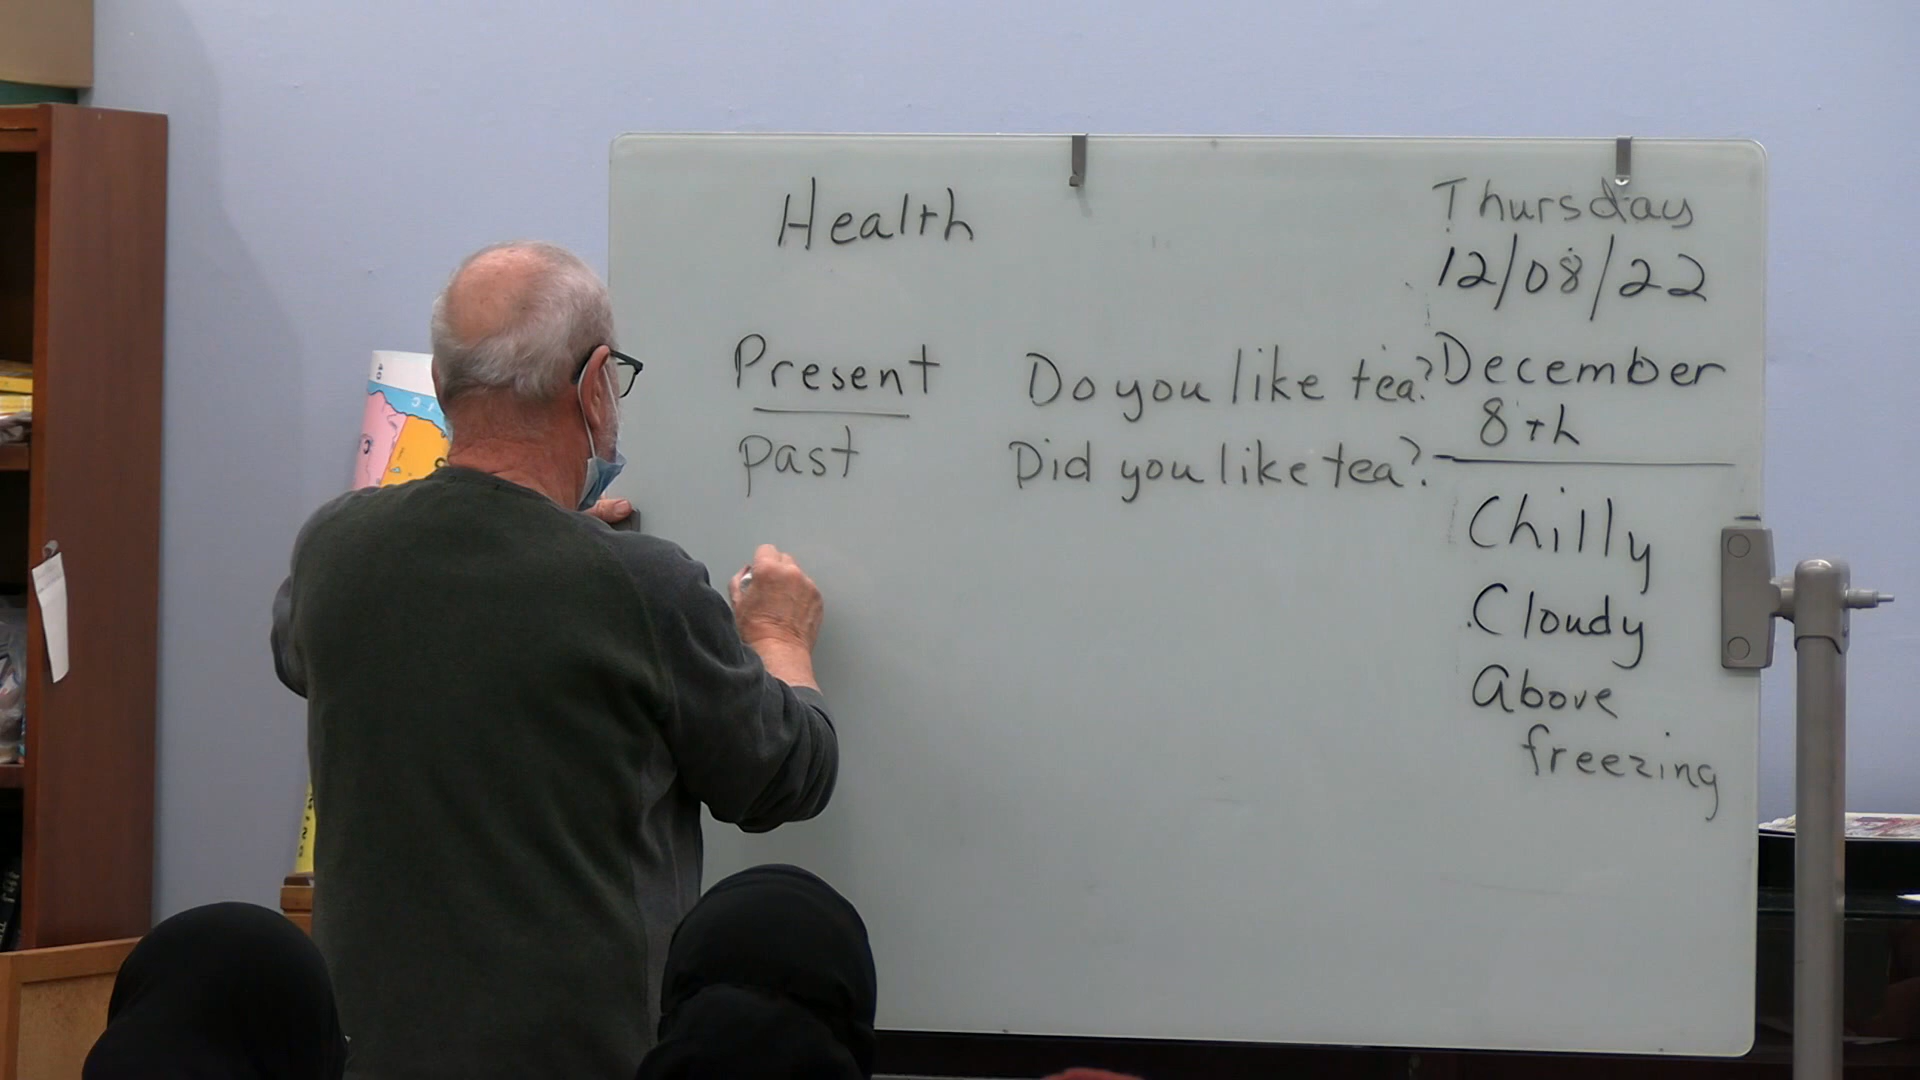 Health
Thursday
12/08/22
December
8th
Present
Do you like tea?
past
Did you like tea?
Chilly
Cloudy
Above
freezing